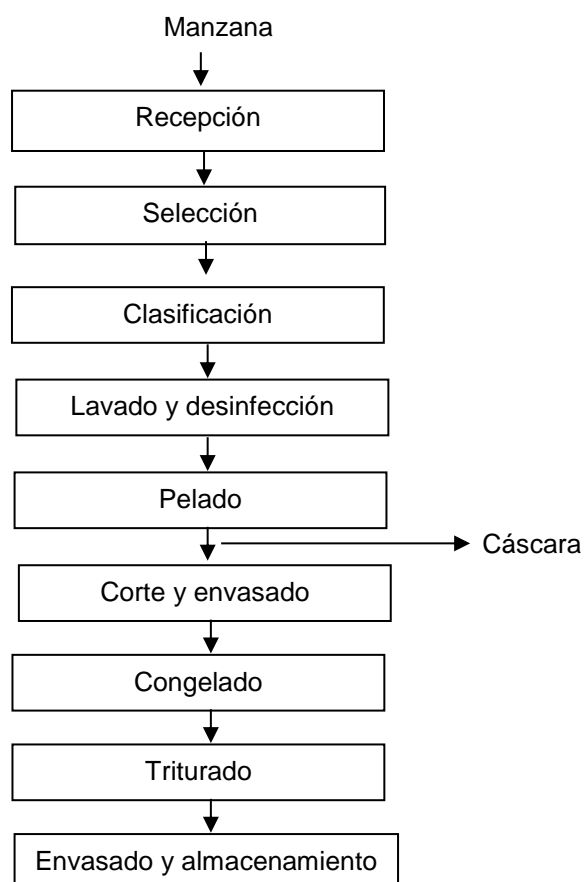 Manzana
Recepción
Selección
Clasificación
Lavado y desinfección
Pelado
Cáscara
Corte y envasado
Congelado
Triturado
Envasado y almacenamiento